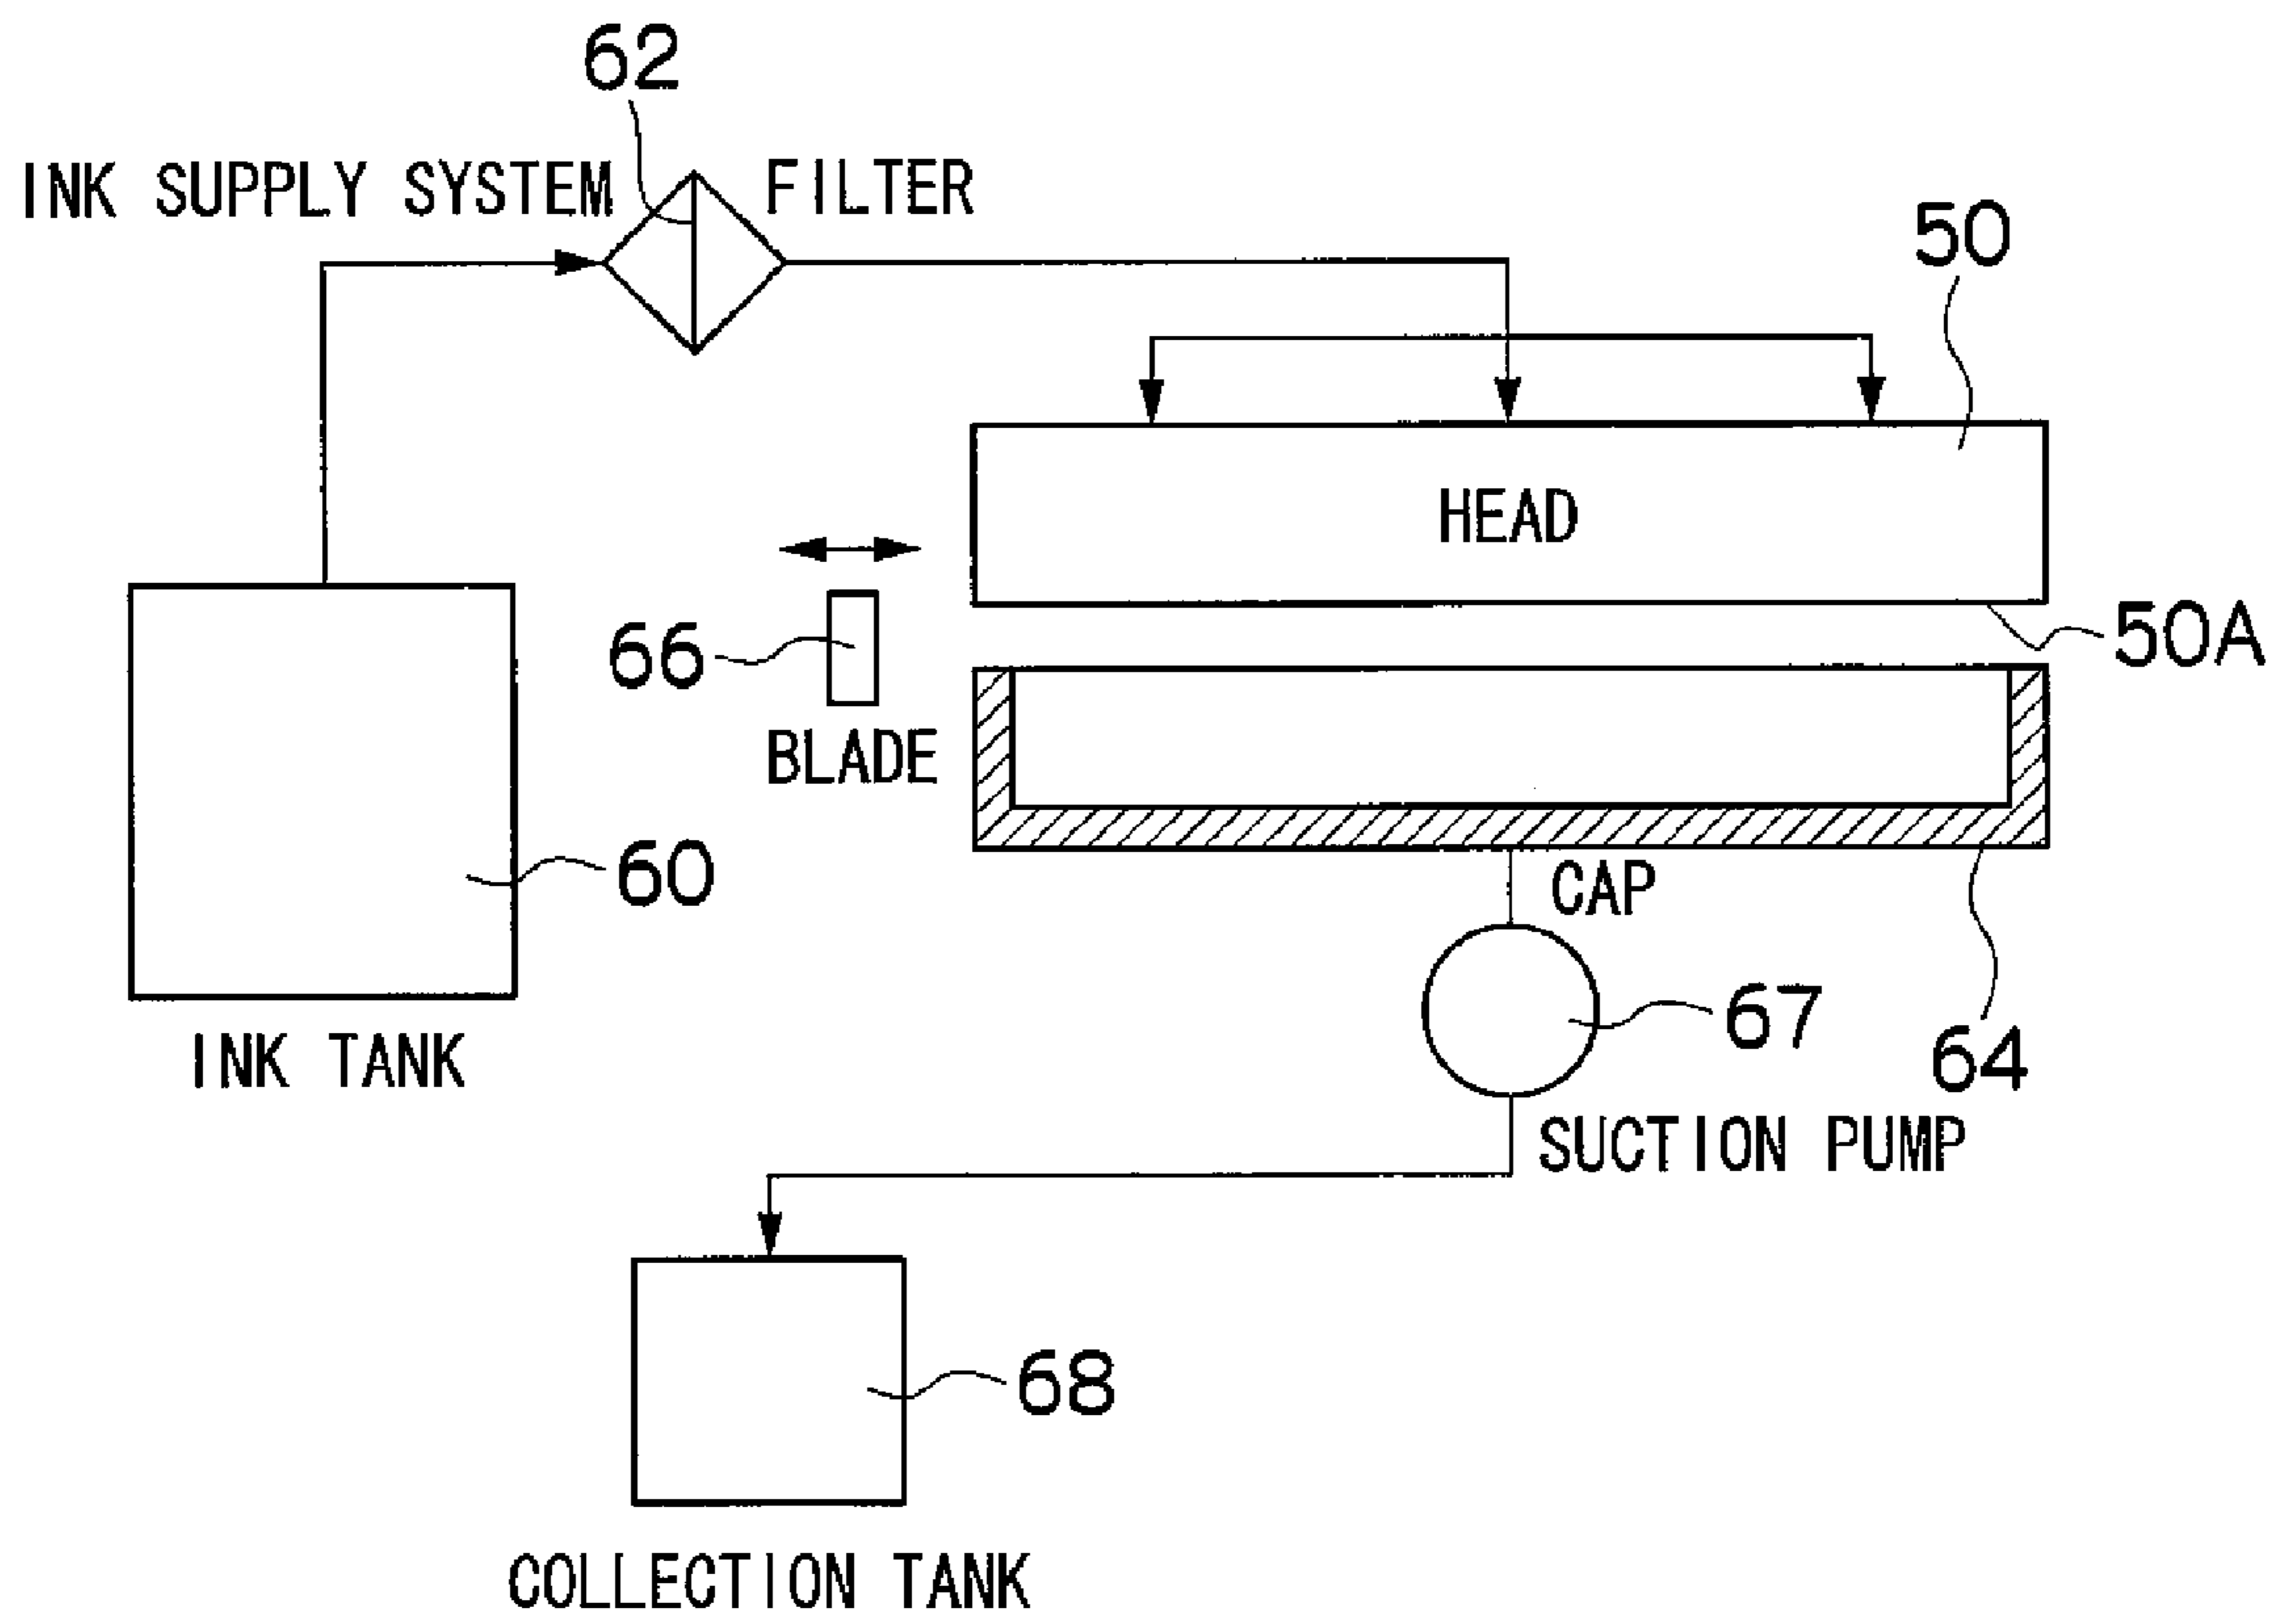 62
INK SUPPLY SYSTEM
FILTER
50
HEAD
66
50A
BLADE
60
CAP
67
64
INK TANK
SUCTION PUMP
68
COLLECTION TANK